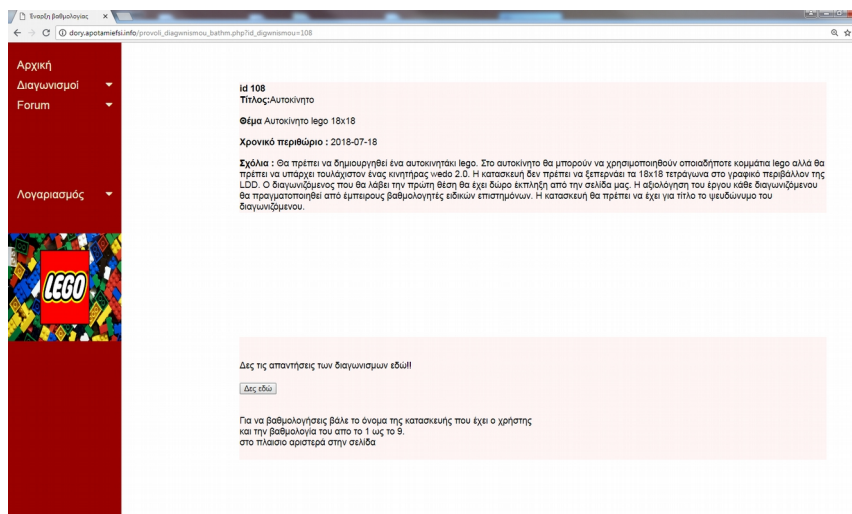 Έναρξη βαθμολογίας
dory.apotamiefsi.info/provoli_diagwnismou_bathm.php?id_digwnismou=108
Αρχική
Διαγωνισμοί
Forum
Λογαριασμός
LEGO
id 108
Τίτλος:Αυτοκίνητο
Θέμα Αυτοκίνητο lego 18x18
Χρονικό περιθώριο : 2018-07-18
Σχόλια : Θα πρέπει να δημιουργηθεί ένα αυτοκινητάκι lego. Στο αυτοκίνητο θα μπορούν να χρησιμοποιηθούν οποιαδήποτε κομμάτια lego αλλά θα
πρέπει να υπάρχει τουλάχιστον ένας κινητήρας wedo 2.0. Η κατασκευή δεν πρέπει να ξεπερνάει τα 18x18 τετράγωνα στο γραφικό περιβάλλον της
LDD. Ο διαγωνιζόμενος που θα λάβει την πρώτη θέση θα έχει δώρο έκπληξη από την σελίδα μας. Η αξιολόγηση του έργου κάθε διαγωνιζόμενου
θα πραγματοποιηθεί από έμπειρους βαθμολογητές ειδικών επιστημόνων. Η κατασκευή θα πρέπει να έχει για τίτλο το ψευδώνυμο του
διαγωνιζόμενου.
Δες τις απαντήσεις των διαγωνισμων εδώ!!
Δες εδώ
Για να βαθμολογήσεις βάλε το όνομα της κατασκευής που έχει ο χρήστης
και την βαθμολογία του απο το 1 ως το 9.
στο πλαισιο αριστερά στην σελίδα